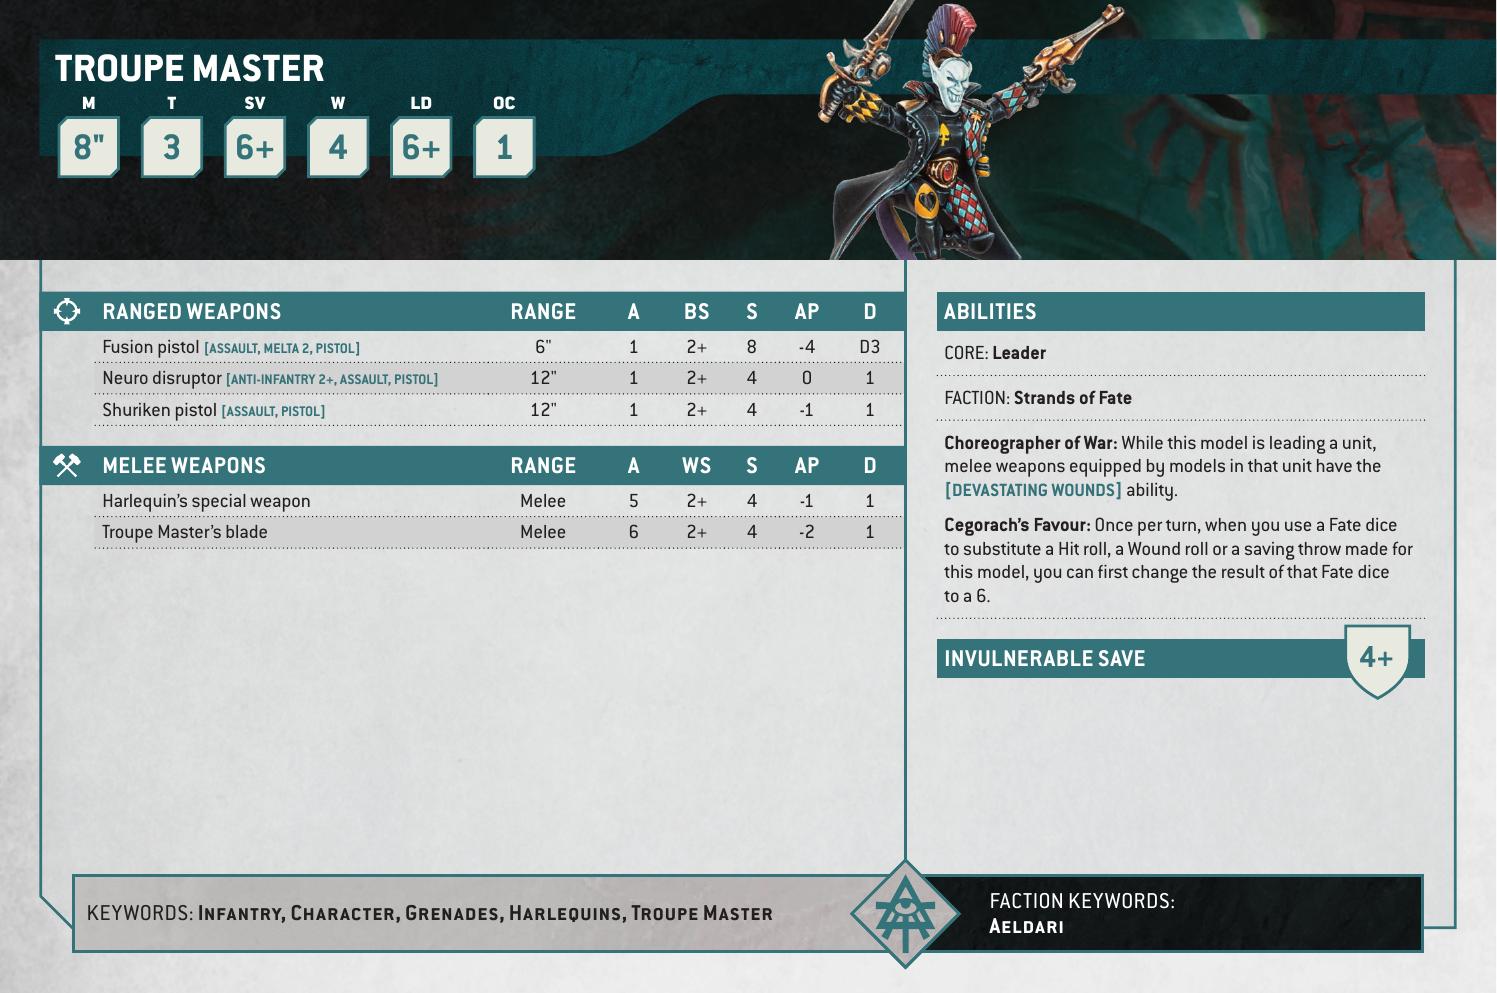 TROUPE MASTER
M T SV W LD OC
8" 3 6+ 4 6+ 1
RANGED WEAPONS RANGE A BS S AP D
Fusion pistol [ASSAULT, MELTA 2, PISTOL] 6" 1 2+ 8 -4 D3
Neuro disruptor [ANTI-INFANTRY 2+, ASSAULT, PISTOL] 12" 1 2+ 4 0 1
Shuriken pistol [ASSAULT, PISTOL] 12" 1 2+ 4 -1 1
MELEE WEAPONS RANGE A WS S AP D
Harlequin's special weapon Melee 5 2+ 4 -1 1
Troupe Master's blade Melee 6 2+ 4 -2 1
ABILITIES
CORE: Leader
FACTION: Strands of Fate
Choreographer of War: While this model is leading a unit,
melee weapons equipped by models in that unit have the
[DEVASTATING WOUNDS] ability.
Cegorach's Favour: Once per turn, when you use a Fate dice
to substitute a Hit roll, a Wound roll or a saving throw made for
this model, you can first change the result of that Fate dice
to a 6.
INVULNERABLE SAVE 4+
KEYWORDS: INFANTRY, CHARACTER, GRENADES, HARLEQUINS, TROUPE MASTER
FACTION KEYWORDS:
AELDARI